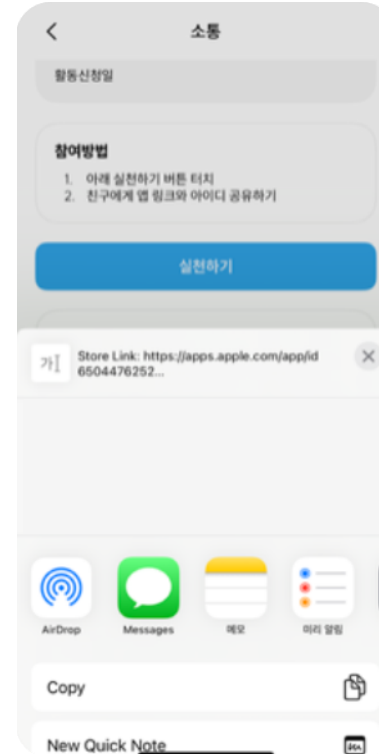 소통
활동신청일
참여방법
1. 아래 실천하기 버튼 터치
2. 친구에게 앱 링크와 아이디 공유하기
실천하기
가
Store Link: https://apps.apple.com/app/id
6504476252...
AirDrop
Messages
메모
미리 알림
Copy
New Quick Note